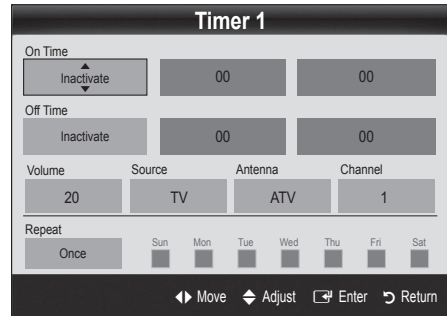 Timer 1
On Time
Inactivate 00 00
Off Time
Inactivate 00 00
Volume Source Antenna Channel
20 TV ATV 1
Repeat
Once Sun Mon Tue Wed Thu Fri Sat
Move Adjust Enter Return